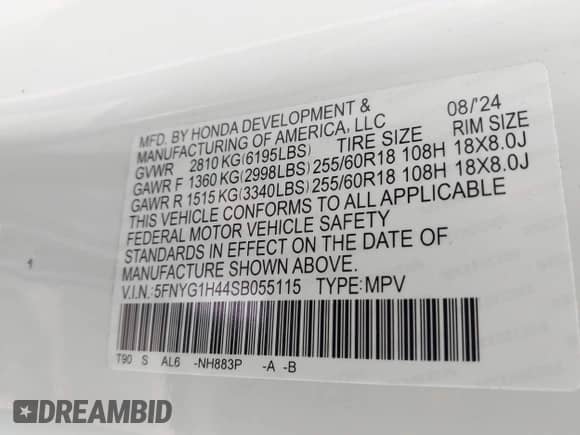 MFD. BY HONDA DEVELOPMENT & 08/'24
MANUFACTURING OF AMERICA, LLC
GVWR 2810 KG(6195LBS) TIRE SIZE RIM SIZE
GAWR F 1360 KG(2998LBS) 255/60R18 108H 18X8.0J
GAWR R 1515 KG(3340LBS) 255/60R18 108H 18X8.0J
THIS VEHICLE CONFORMS TO ALL APPLICABLE
FEDERAL MOTOR VEHICLE SAFETY
STANDARDS IN EFFECT ON THE DATE OF
MANUFACTURE SHOWN ABOVE.
V.I.N.:5FNYG1H44SB055115 TYPE:MPV
T90 S AL6 -NH883P -A -B
DREAMBID